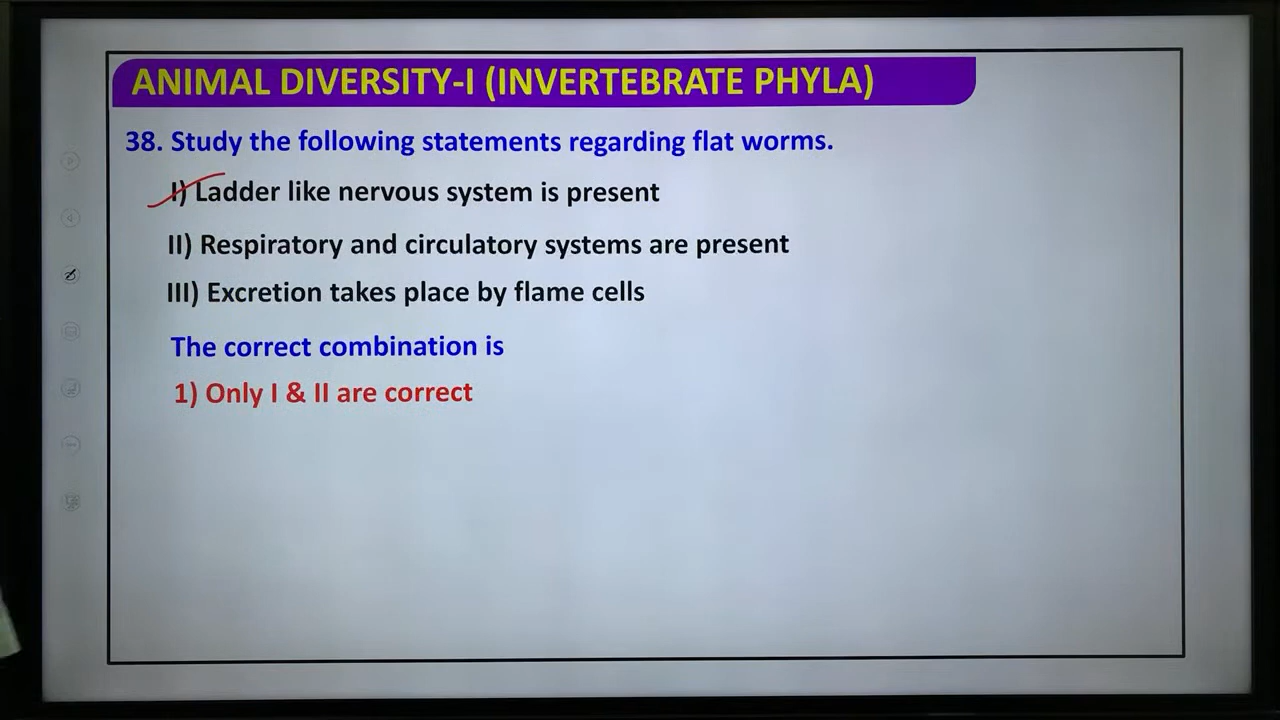 ANIMAL DIVERSITY-I (INVERTEBRATE PHYLA)
38. Study the following statements regarding flat worms.
I) Ladder like nervous system is present
II) Respiratory and circulatory systems are present
III) Excretion takes place by flame cells
The correct combination is
1) Only I & II are correct